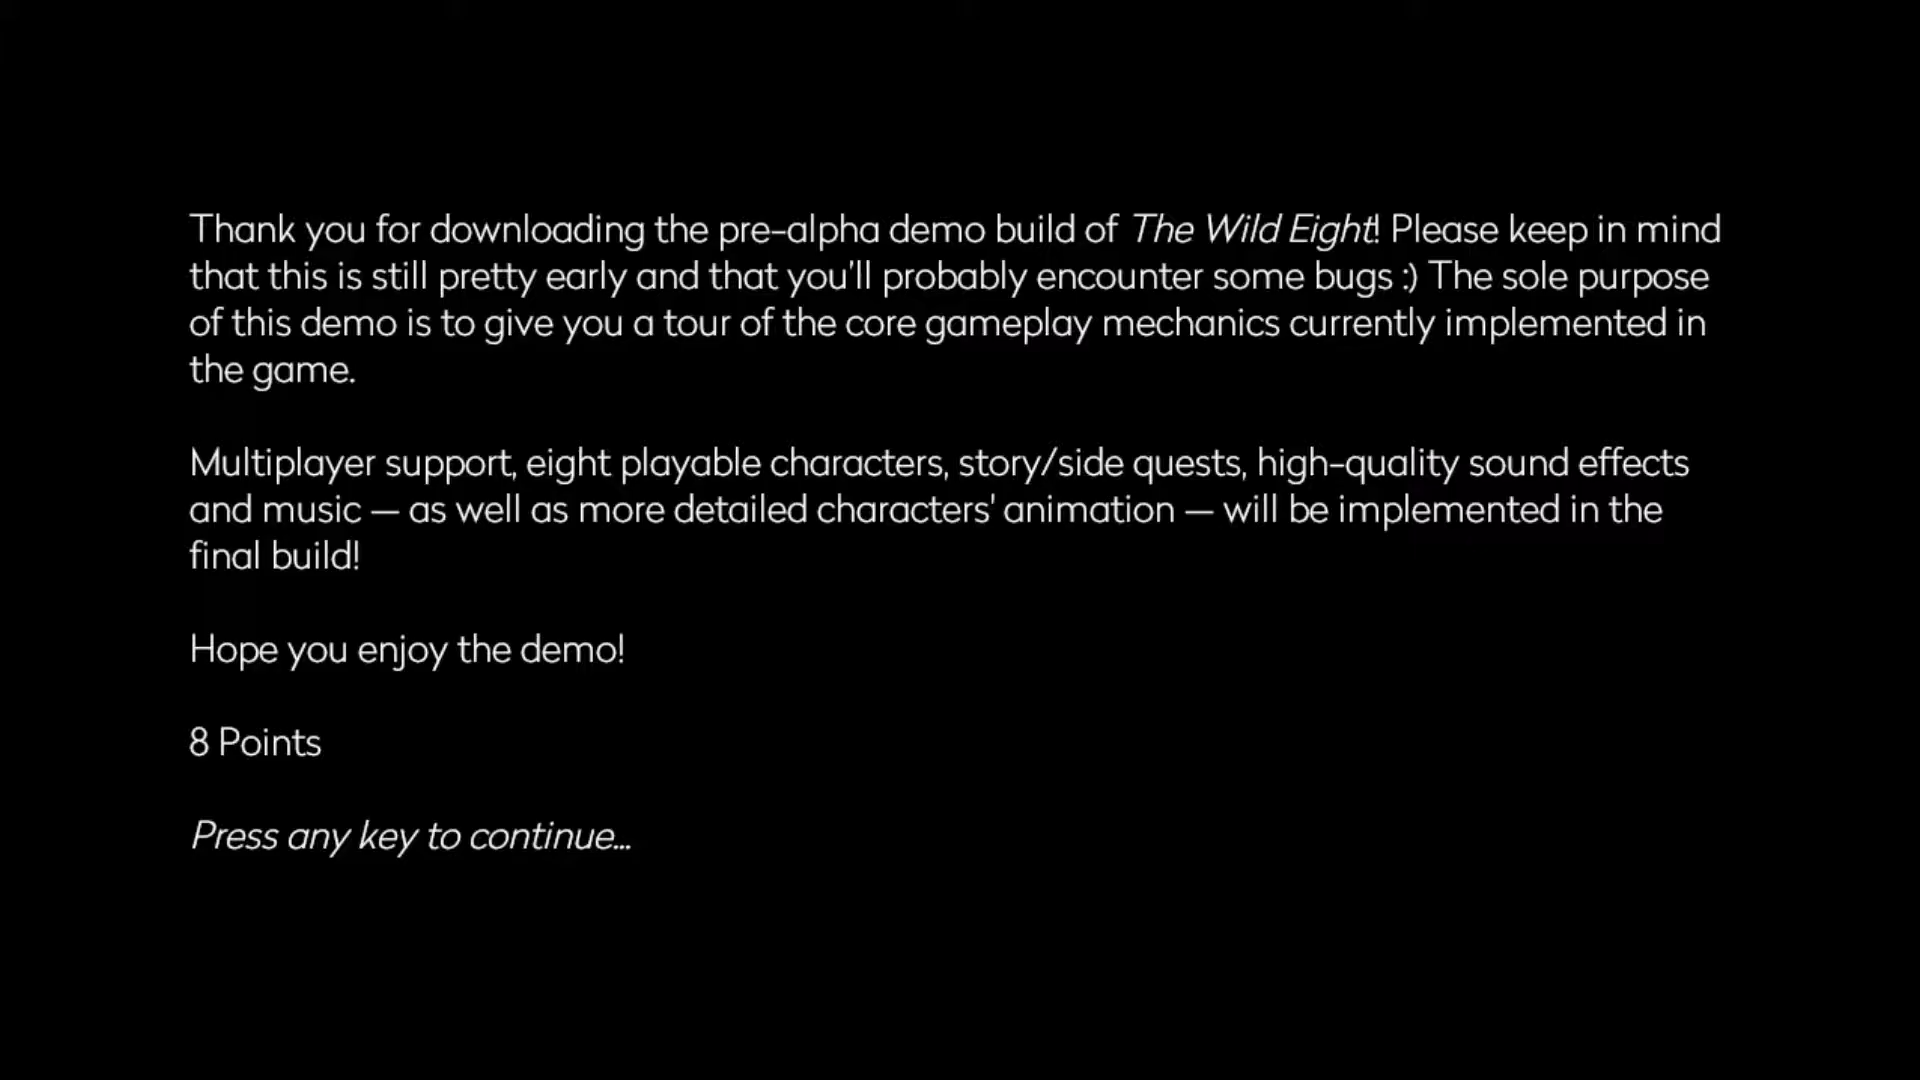 Thank you for downloading the pre-alpha demo build of The Wild Eight! Please keep in mind
that this is still pretty early and that you'll probably encounter some bugs :) The sole purpose
of this demo is to give you a tour of the core gameplay mechanics currently implemented in
the game.
Multiplayer support, eight playable characters, story/side quests, high-quality sound effects
and music — as well as more detailed characters' animation — will be implemented in the
final build!
Hope you enjoy the demo!
8 Points
Press any key to continue...